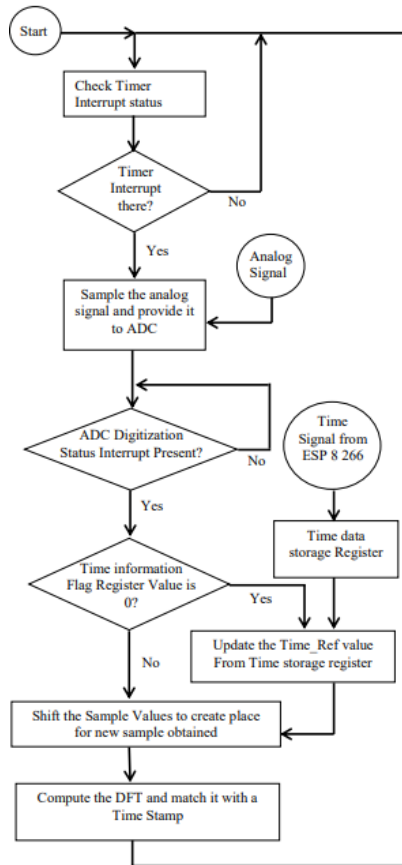 Start
Check Timer
Interrupt status
Timer
Interrupt
there?
No
Yes
Analog
Signal
Sample the analog
signal and provide it
to ADC
ADC Digitization
Status Interrupt Present?
No
Time
Signal from
ESP 8 266
Yes
Time data
storage Register
Time information
Flag Register Value is
0?
Yes
Update the Time_Ref value
From Time storage register
No
Shift the Sample Values to create place
for new sample obtained
Compute the DFT and match it with a
Time Stamp